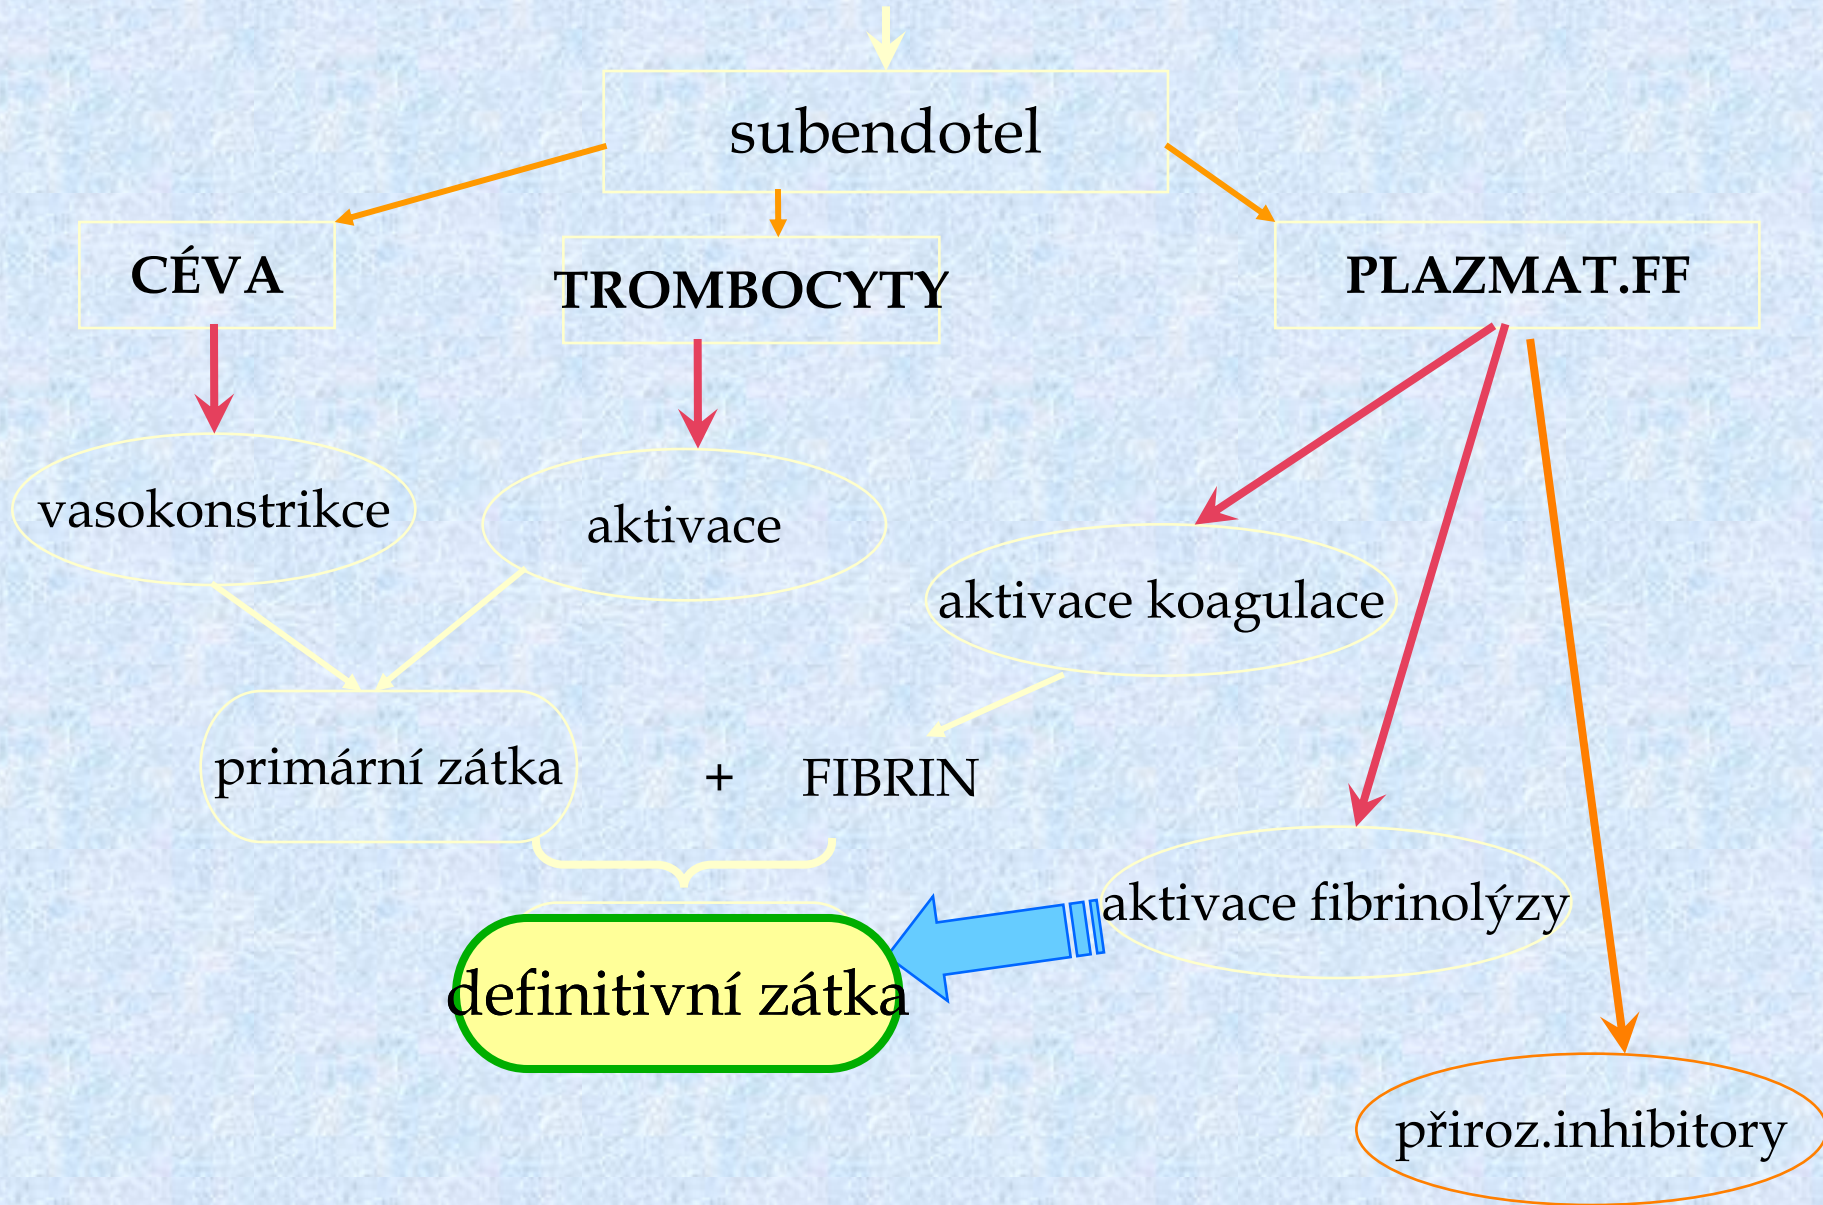 subendotel
CÉVA
TROMBOCYTY
PLAZMAT.FF
vasokonstrikce
aktivace
aktivace koagulace
primární zátka
+ FIBRIN
aktivace fibrinolýzy
definitivní zátka
přiroz.inhibitory